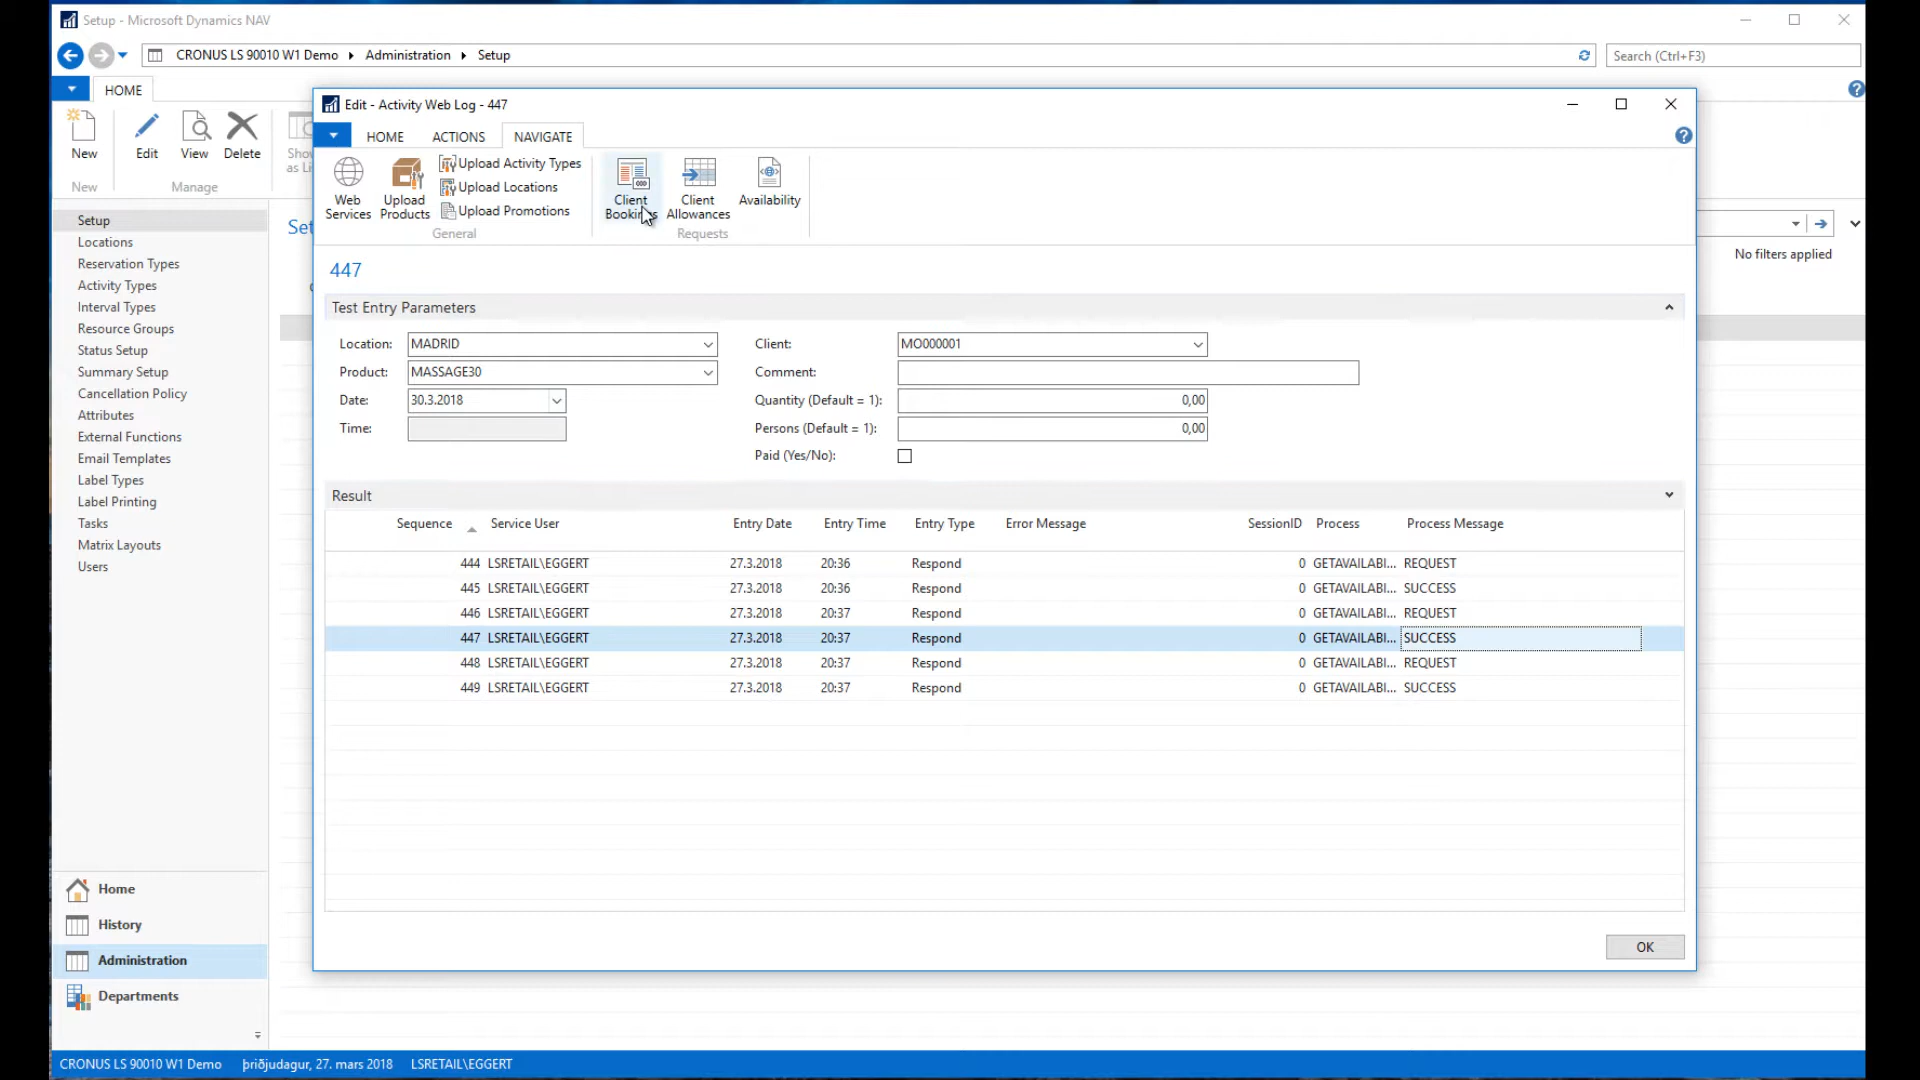 Setup - Microsoft Dynamics NAV
CRONUS LS 90010 W1 Demo Administration Setup
Search (Ctrl+F3)
HOME
New Edit View Delete Show
as Li
New Manage
Setup
Locations
Reservation Types
Activity Types
Interval Types
Resource Groups
Status Setup
Summary Setup
Cancellation Policy
Attributes
External Functions
Email Templates
Label Types
Label Printing
Tasks
Matrix Layouts
Users
Home
History
Administration
Departments
No filters applied
Edit - Activity Web Log - 447
HOME ACTIONS NAVIGATE
Web
Services
Upload
Products
Upload Activity Types
Upload Locations
Upload Promotions
General
Client
Bookings
Client
Allowances
Availability
Requests
447
Test Entry Parameters
Location: MADRID
Product: MASSAGE30
Date: 30.3.2018
Time:
Client: MO000001
Comment:
Quantity (Default = 1): 0,00
Persons (Default = 1): 0,00
Paid (Yes/No):
Result
Sequence Service User Entry Date Entry Time Entry Type Error Message SessionID Process Process Message
444 LSRETAIL\EGGERT 27.3.2018 20:36 Respond 0 GETAVAILABI... REQUEST
445 LSRETAIL\EGGERT 27.3.2018 20:36 Respond 0 GETAVAILABI... SUCCESS
446 LSRETAIL\EGGERT 27.3.2018 20:37 Respond 0 GETAVAILABI... REQUEST
447 LSRETAIL\EGGERT 27.3.2018 20:37 Respond 0 GETAVAILABI... SUCCESS
448 LSRETAIL\EGGERT 27.3.2018 20:37 Respond 0 GETAVAILABI... REQUEST
449 LSRETAIL\EGGERT 27.3.2018 20:37 Respond 0 GETAVAILABI... SUCCESS
OK
CRONUS LS 90010 W1 Demo þriðjudagur, 27. mars 2018 LSRETAIL\EGGERT